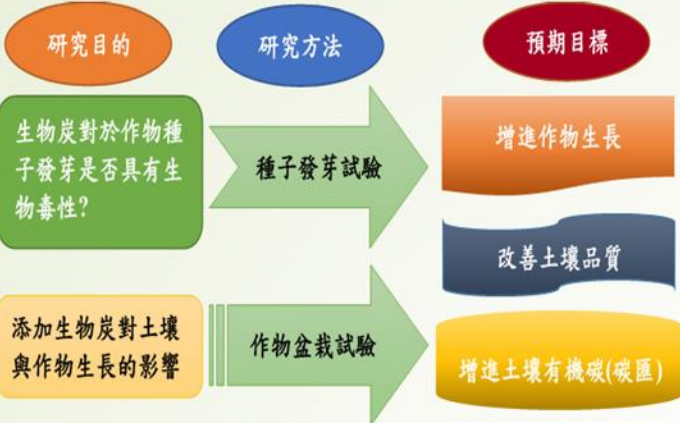 研究目的
研究方法
預期目標
生物炭對於作物種
子發芽是否具有生
物毒性?
種子發芽試驗
增進作物生長
改善土壤品質
添加生物炭對土壤
與作物生長的影響
作物盆栽試驗
增進土壤有機碳(碳匯)